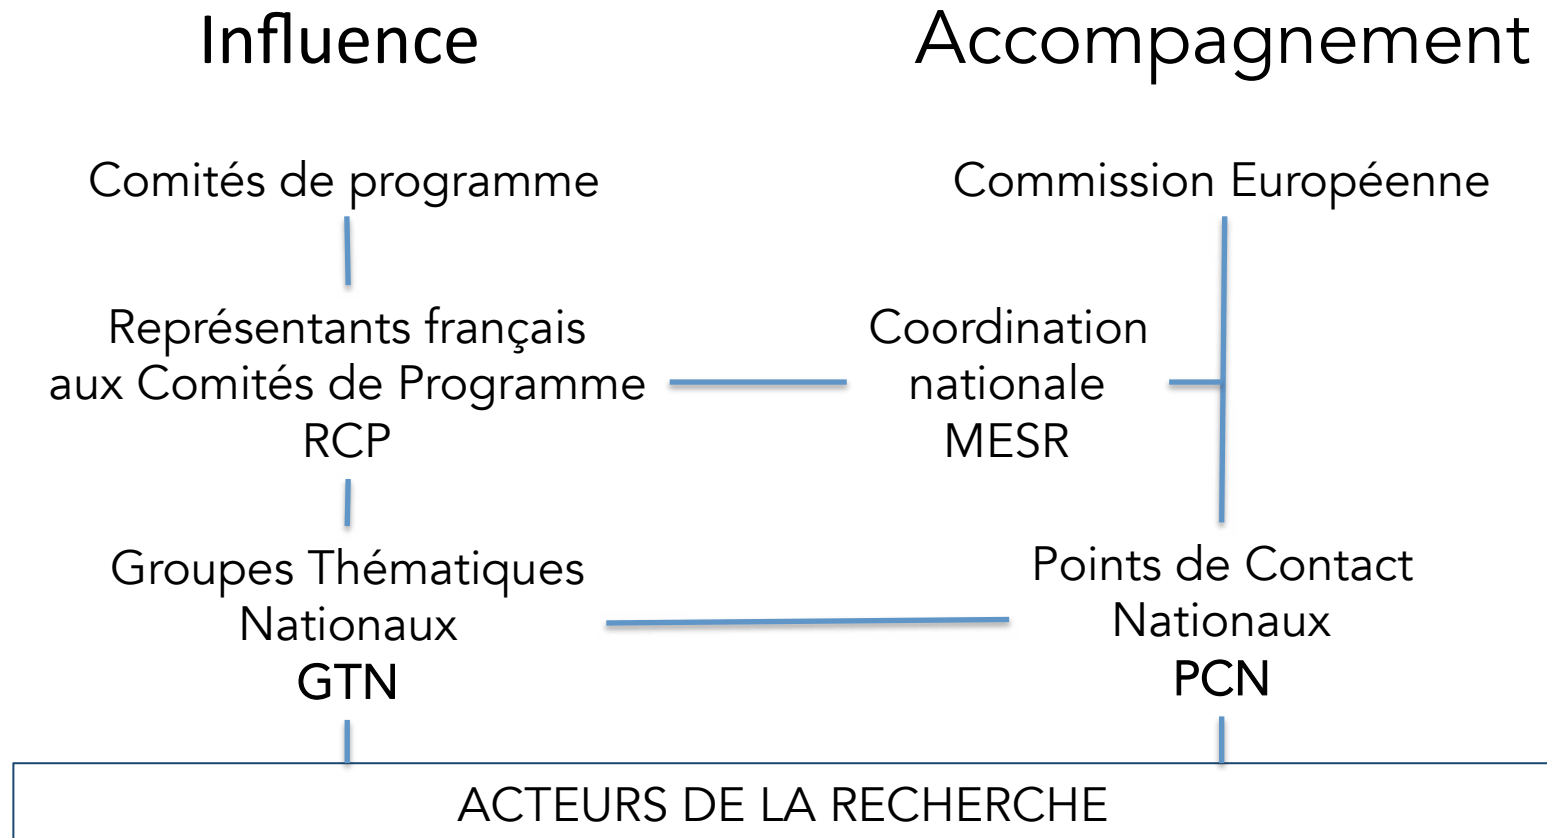 Influence
Accompagnement
Comités de programme
Commission Européenne
Représentants français
aux Comités de Programme
RCP
Coordination
nationale
MESR
Groupes Thématiques
Nationaux
GTN
Points de Contact
Nationaux
PCN
ACTEURS DE LA RECHERCHE